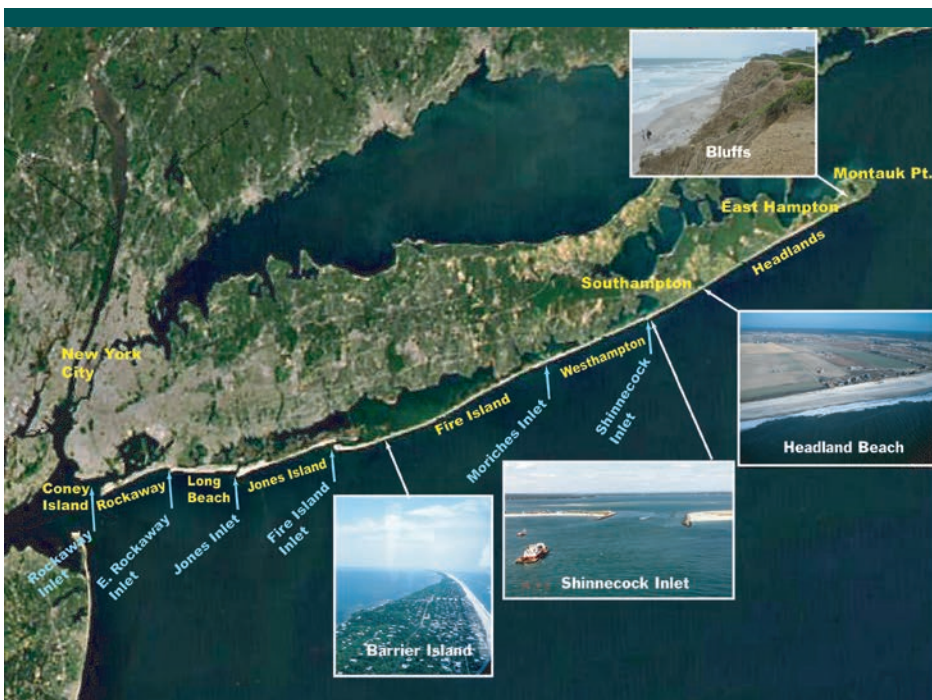 Bluffs
Montauk Pt.
East Hampton
Headlands
Southampton
New York
City
Westhampton
Shinnecock
Inlet
Headland Beach
Fire Island
Moriches Inlet
Coney
Island
Rockaway
Long
Beach
Jones Island
Rockaway
Inlet
E. Rockaway
Inlet
Jones Inlet
Fire Island
Inlet
Shinnecock Inlet
Barrier Island